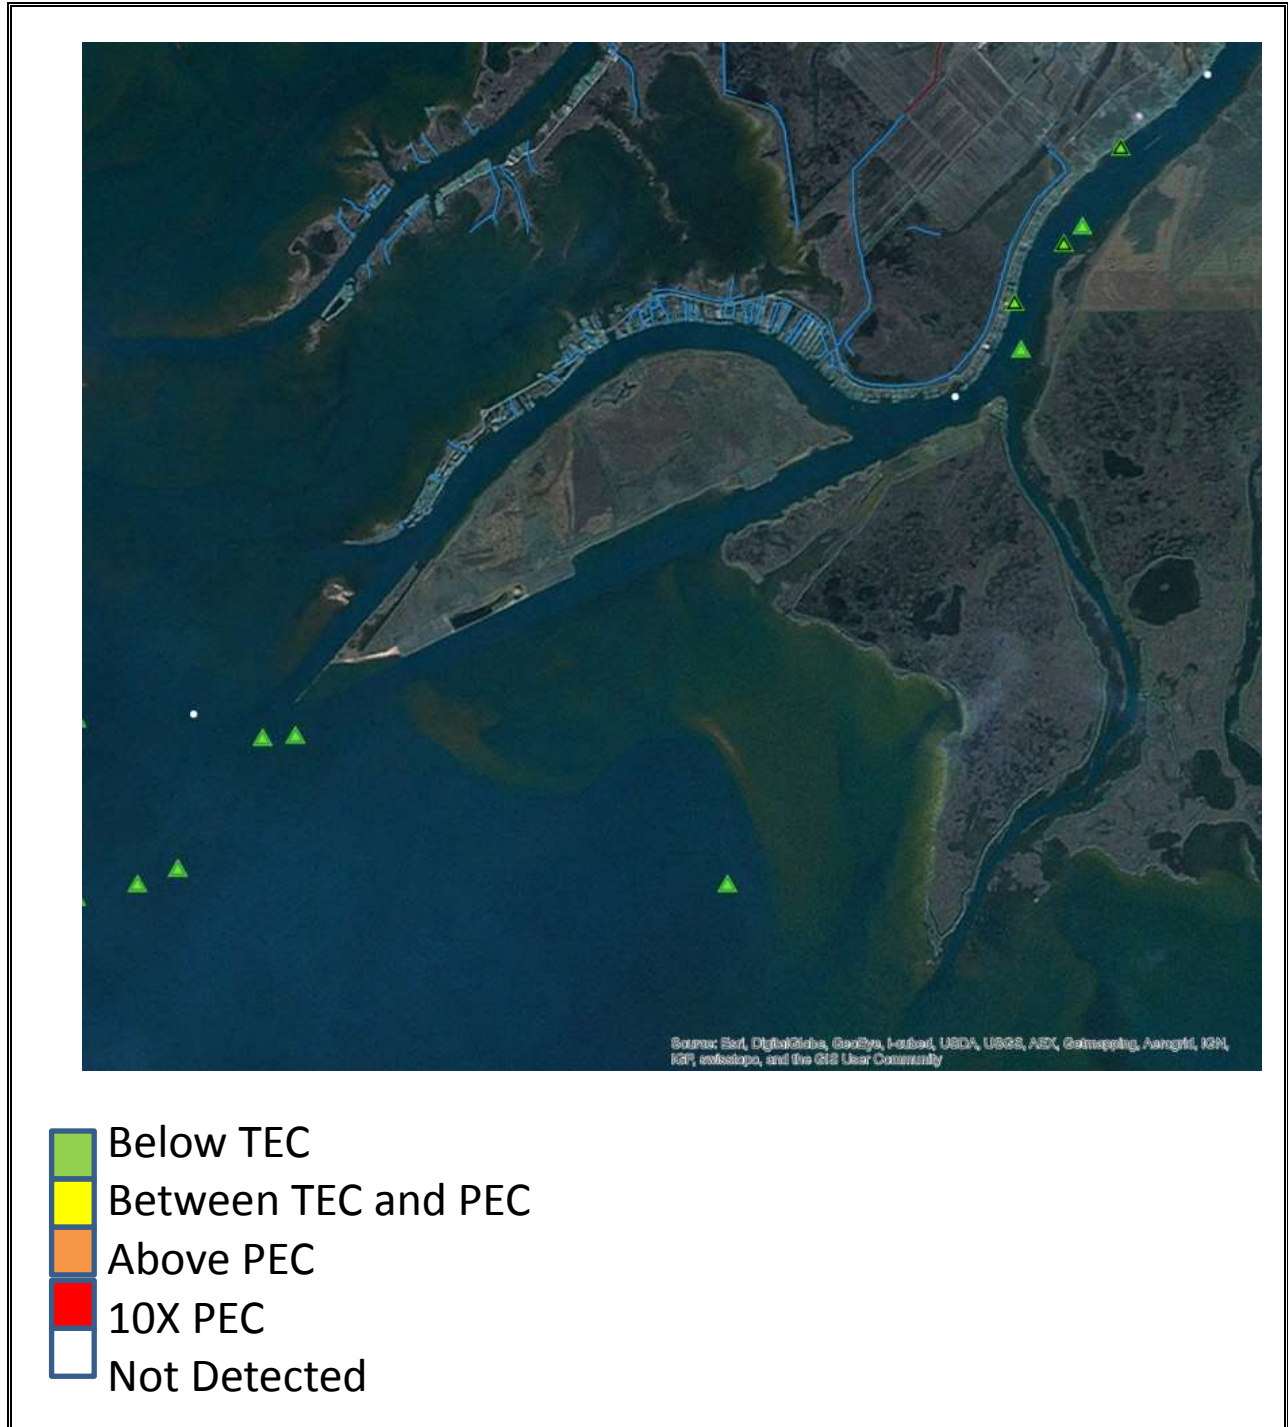 Source: Esri, DigitalGlobe, GeoEye, i-cubed, USDA, USGS, AEX, Getmapping, Aerogrid, IGN,
IGP, swisstopo, and the GIS User Community
Below TEC
Between TEC and PEC
Above PEC
10X PEC
Not Detected